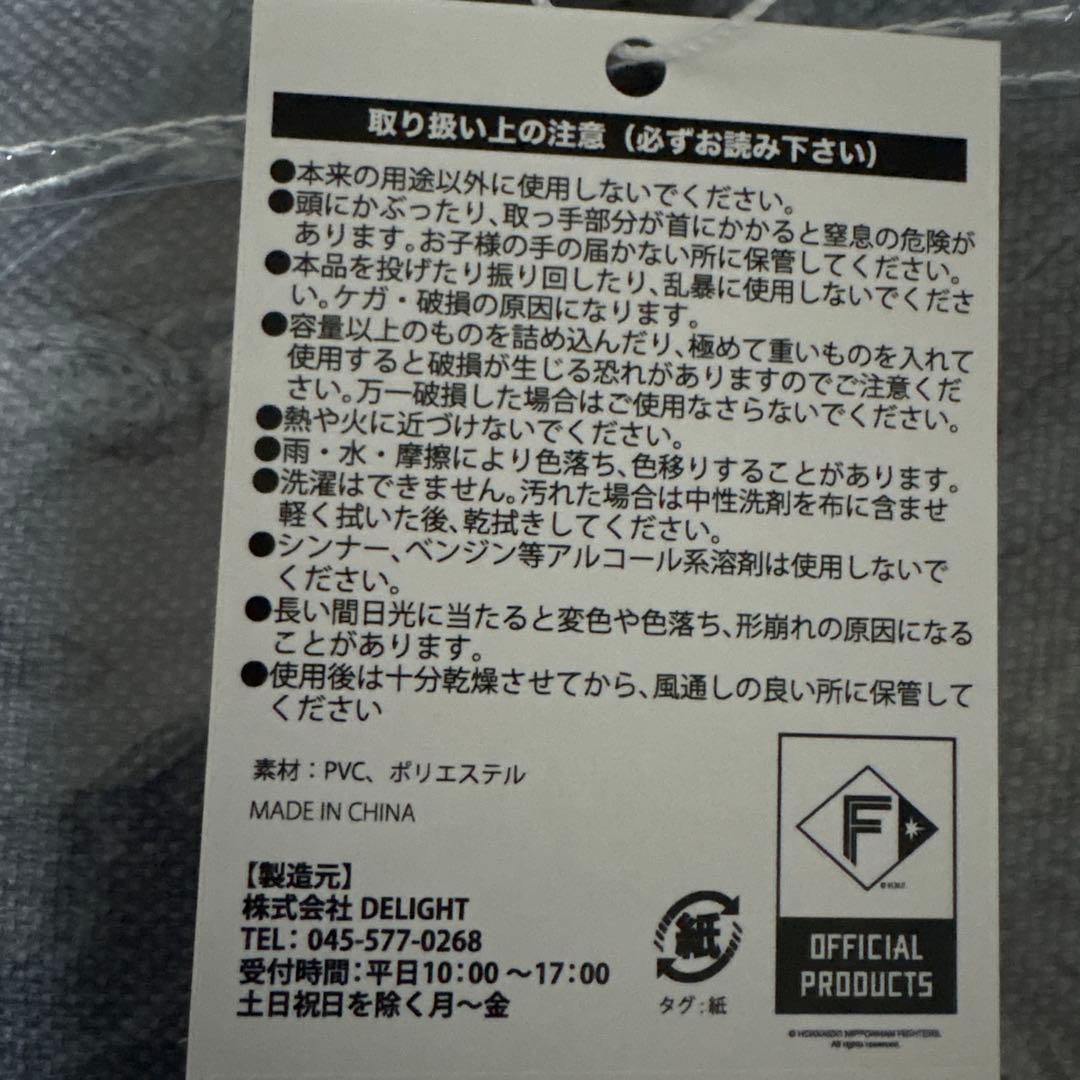 取り扱い上の注意（必ずお読み下さい）
●本来の用途以外に使用しないでください。
●頭にかぶったり、取っ手部分が首にかかると窒息の危険が
あります。お子様の手の届かない所に保管してください。
●本品を投げたり振り回したり、乱暴に使用しないでくださ
い。ケガ・破損の原因になります。
●容量以上のものを詰め込んだり、極めて重いものを入れて
使用すると破損が生じる恐れがありますのでご注意くだ
さい。万一破損した場合はご使用なさらないでください。
●熱や火に近づけないでください。
●雨・水・摩擦により色落ち、色移りすることがあります。
●洗濯はできません。汚れた場合は中性洗剤を布に含ませ
軽く拭いた後、乾拭きしてください。
●シンナー、ベンジン等アルコール系溶剤は使用しないで
ください。
●長い間日光に当たると変色や色落ち、形崩れの原因になる
ことがあります。
●使用後は十分乾燥させてから、風通しの良い所に保管して
ください
素材：PVC、ポリエステル
MADE IN CHINA
【製造元】
株式会社 DELIGHT
TEL：045-577-0268
受付時間：平日10：00～17：00
土日祝日を除く月～金
紙
タグ：紙
F
© H.N.F.
OFFICIAL
PRODUCTS
© HOKKAIDO NIPPONHAM FIGHTERS.
All rights reserved.